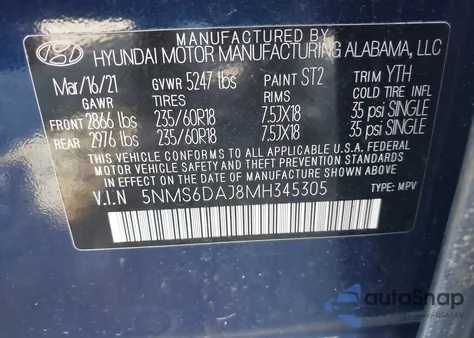 MANUFACTURED BY
HYUNDAI MOTOR MANUFACTURING ALABAMA, LLC
Mar/16/21 GVWR 5247 lbs PAINT ST2 TRIM YTH
GAWR TIRES RIMS COLD TIRE INFL
FRONT 2866 lbs 235/60R18 7.5JX18 35 psi SINGLE
REAR 2976 lbs 235/60R18 7.5JX18 35 psi SINGLE
THIS VEHICLE CONFORMS TO ALL APPLICABLE U.S.A. FEDERAL
MOTOR VEHICLE SAFETY, BUMPER, AND THEFT PREVENTION STANDARDS
IN EFFECT ON THE DATE OF MANUFACTURE SHOWN ABOVE.
V.I.N 5NMS6DAJ8MH345305 TYPE: MPV
autoSnap